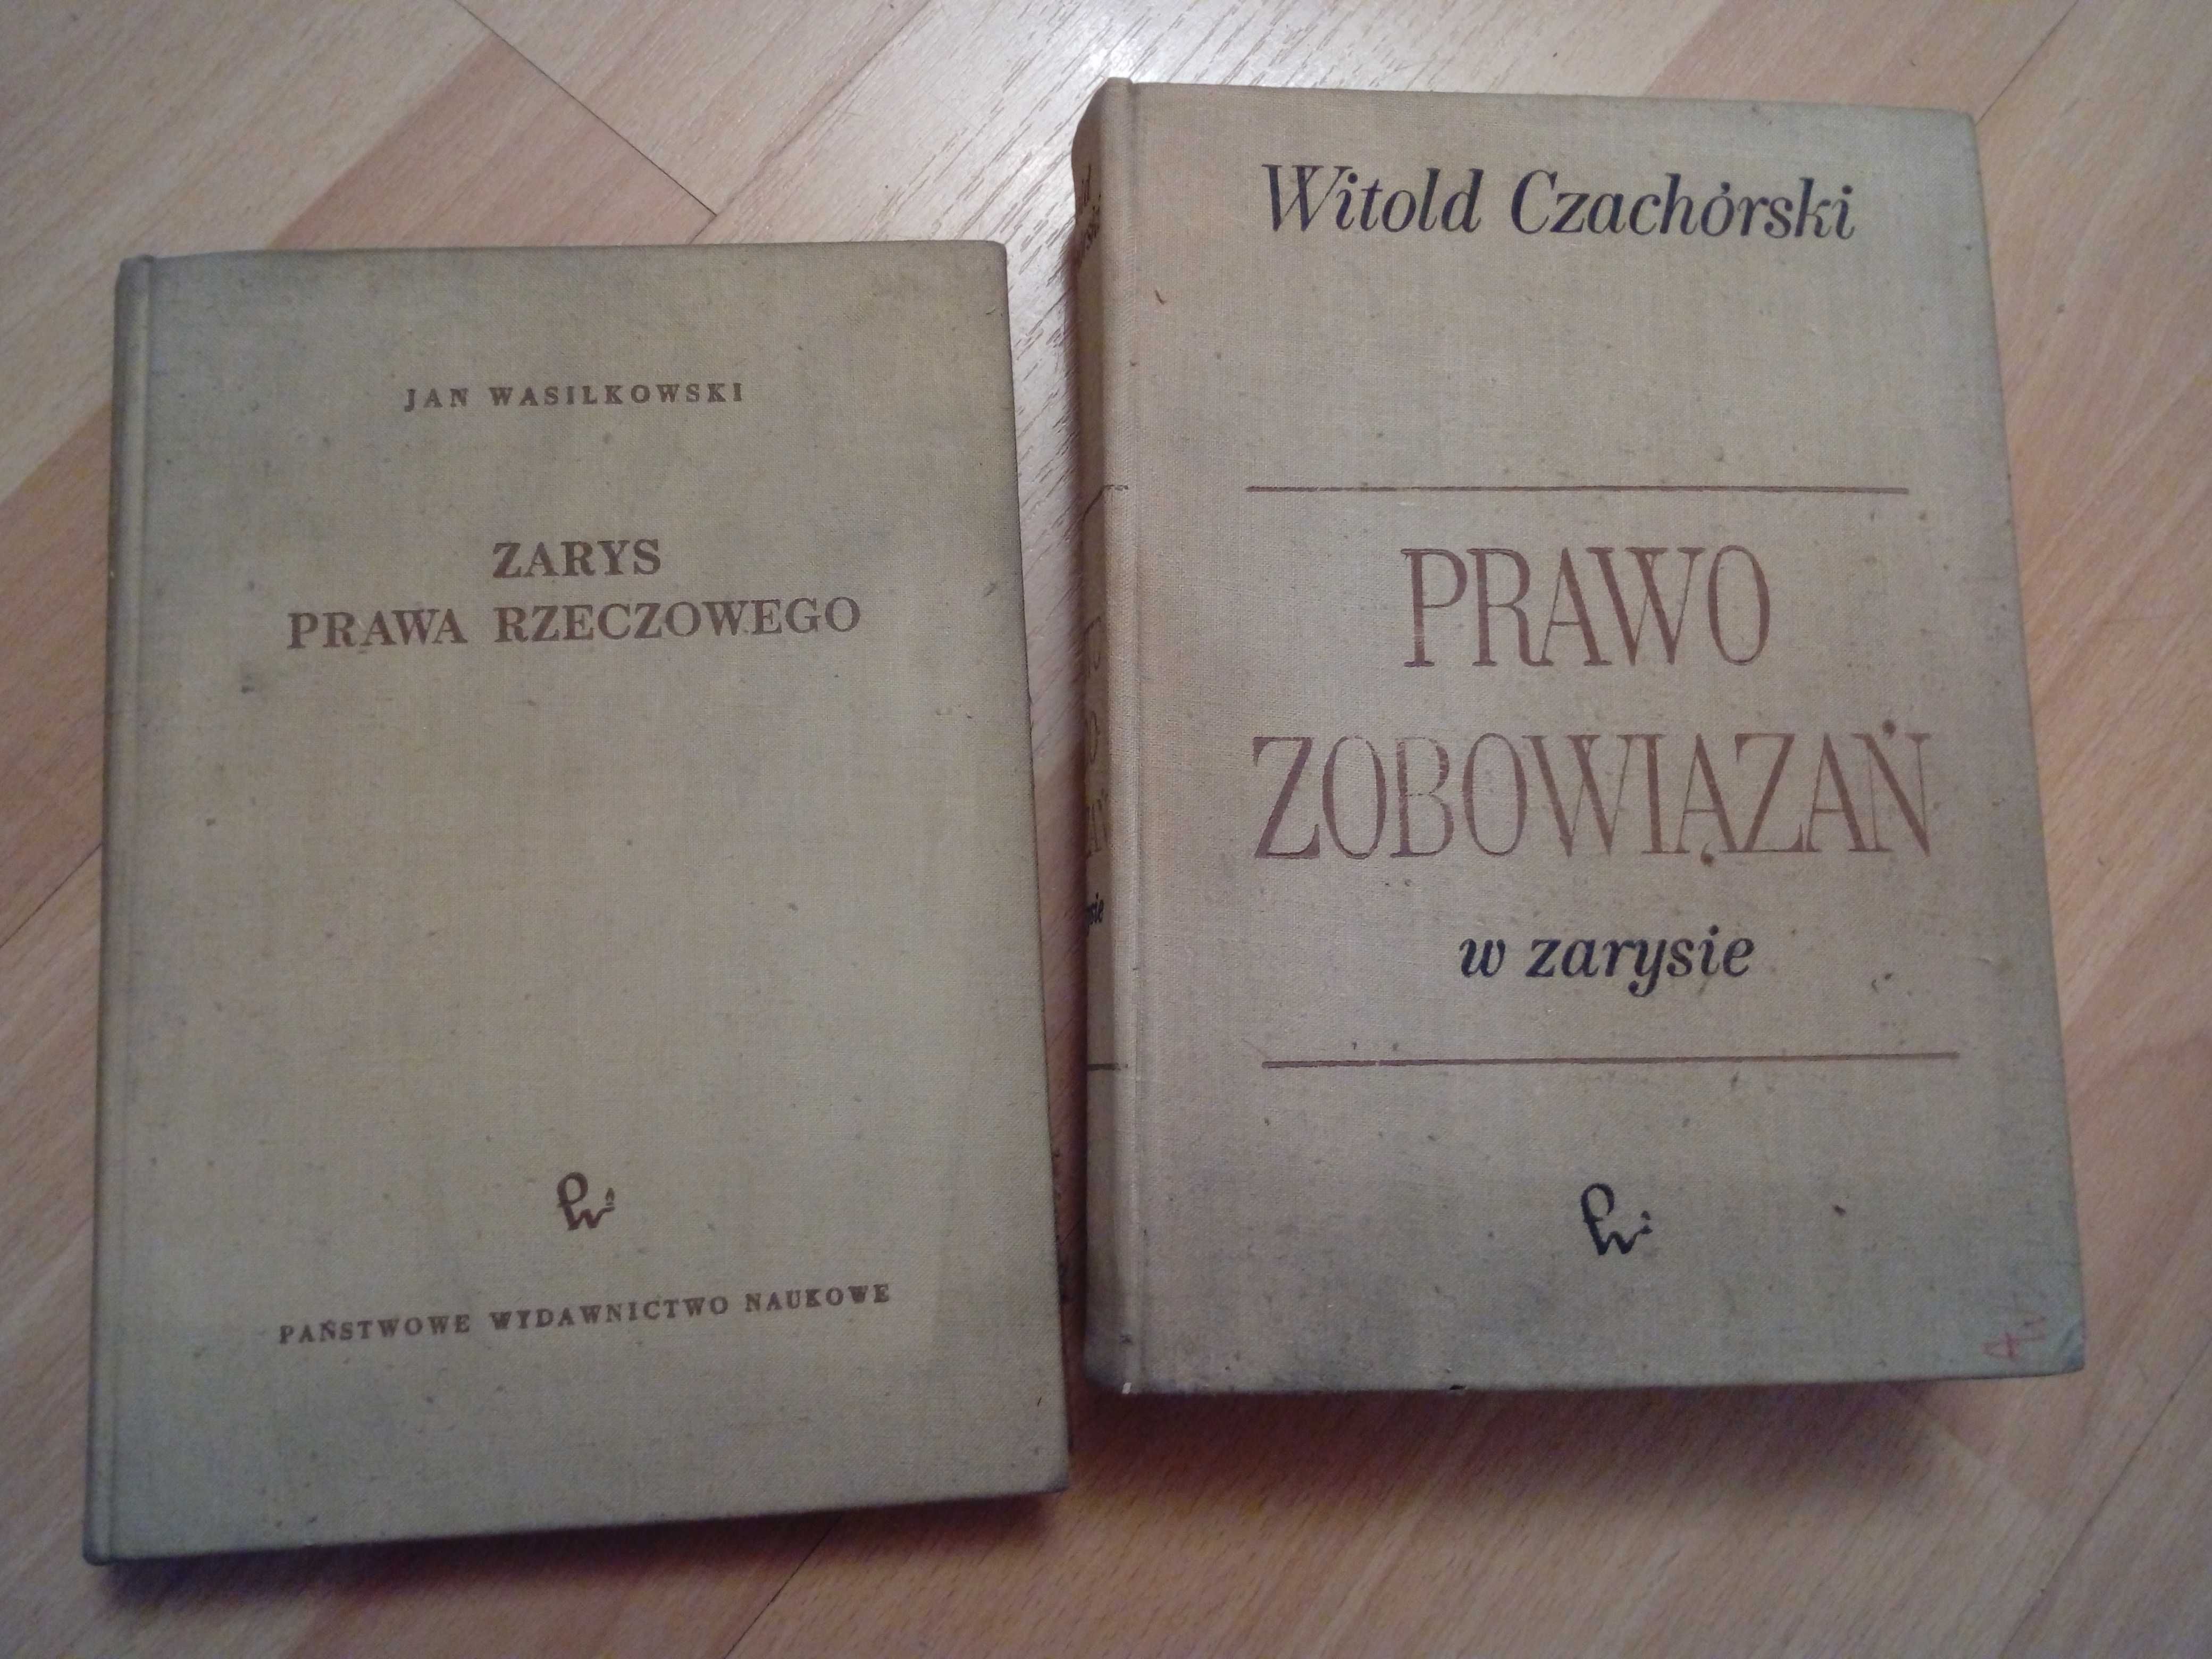 JAN WASILKOWSKI
ZARYS
PRAWA RZECZOWEGO
PAŃSTWOWE WYDAWNICTWO NAUKOWE
Witold Czachórski
PRAWO
ZOBOWIĄZAŃ
w zarysie